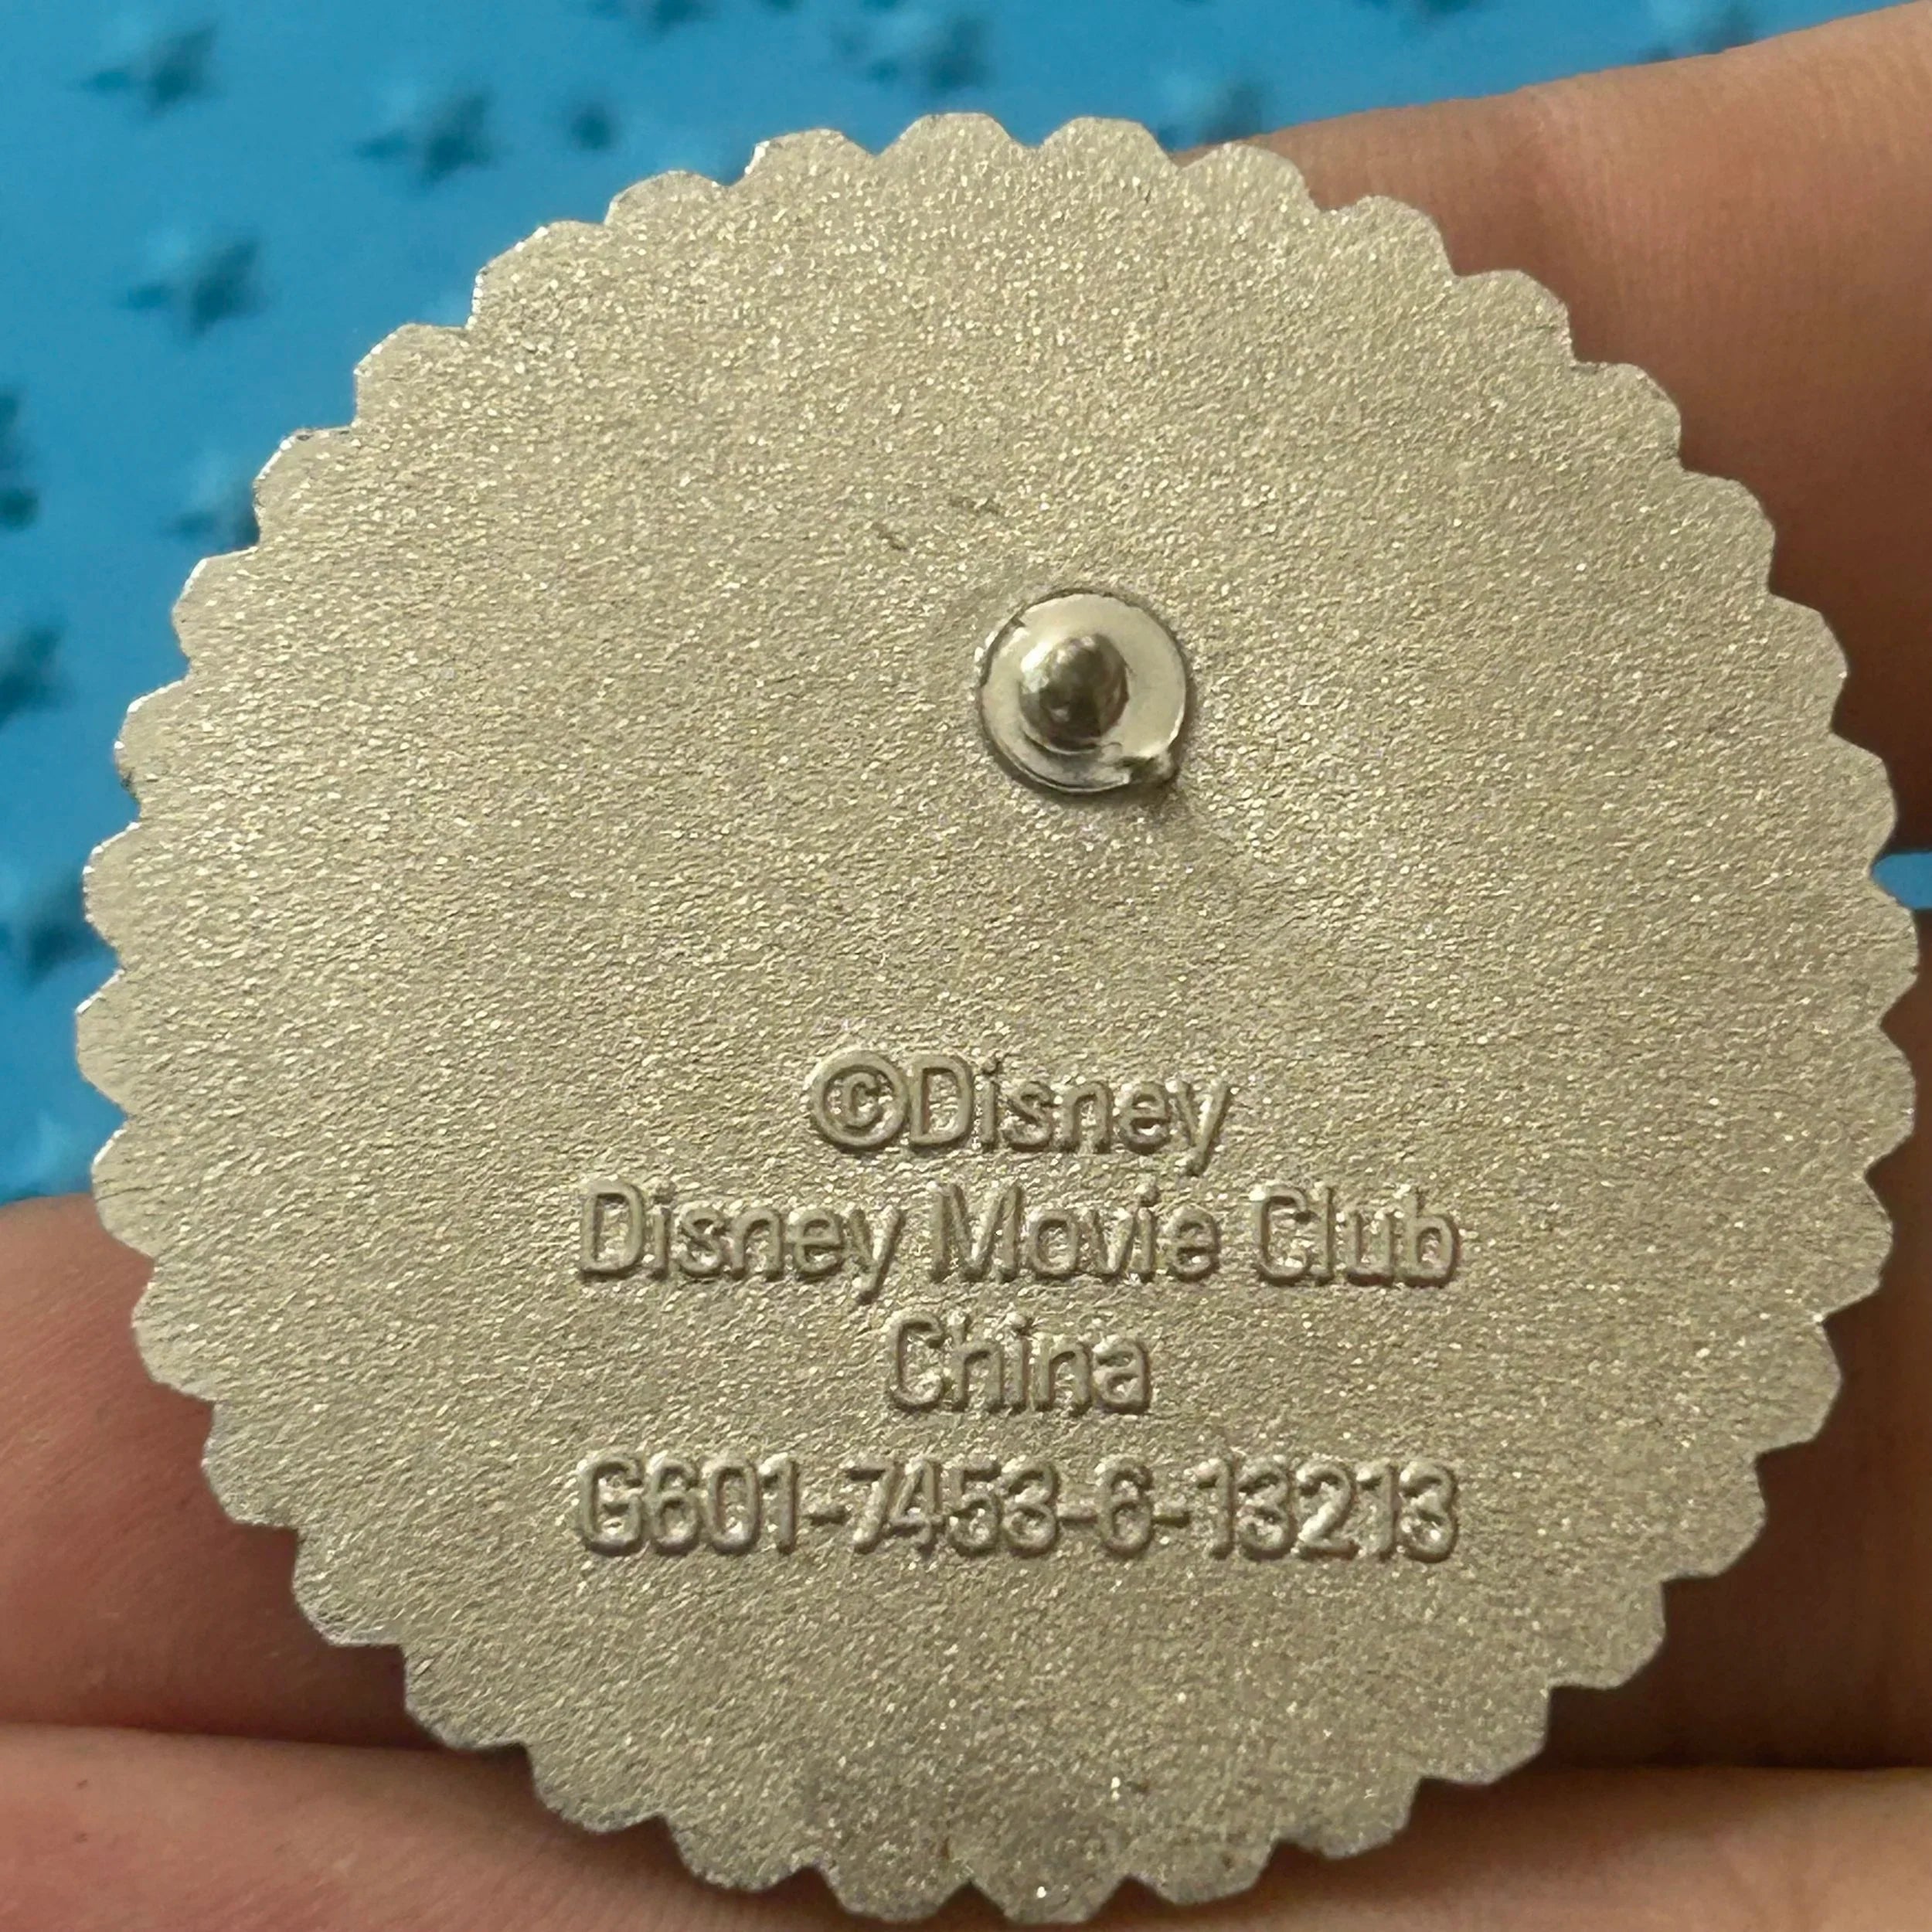 ©Disney
Disney Movie Club
China
G601-7453-6-13213